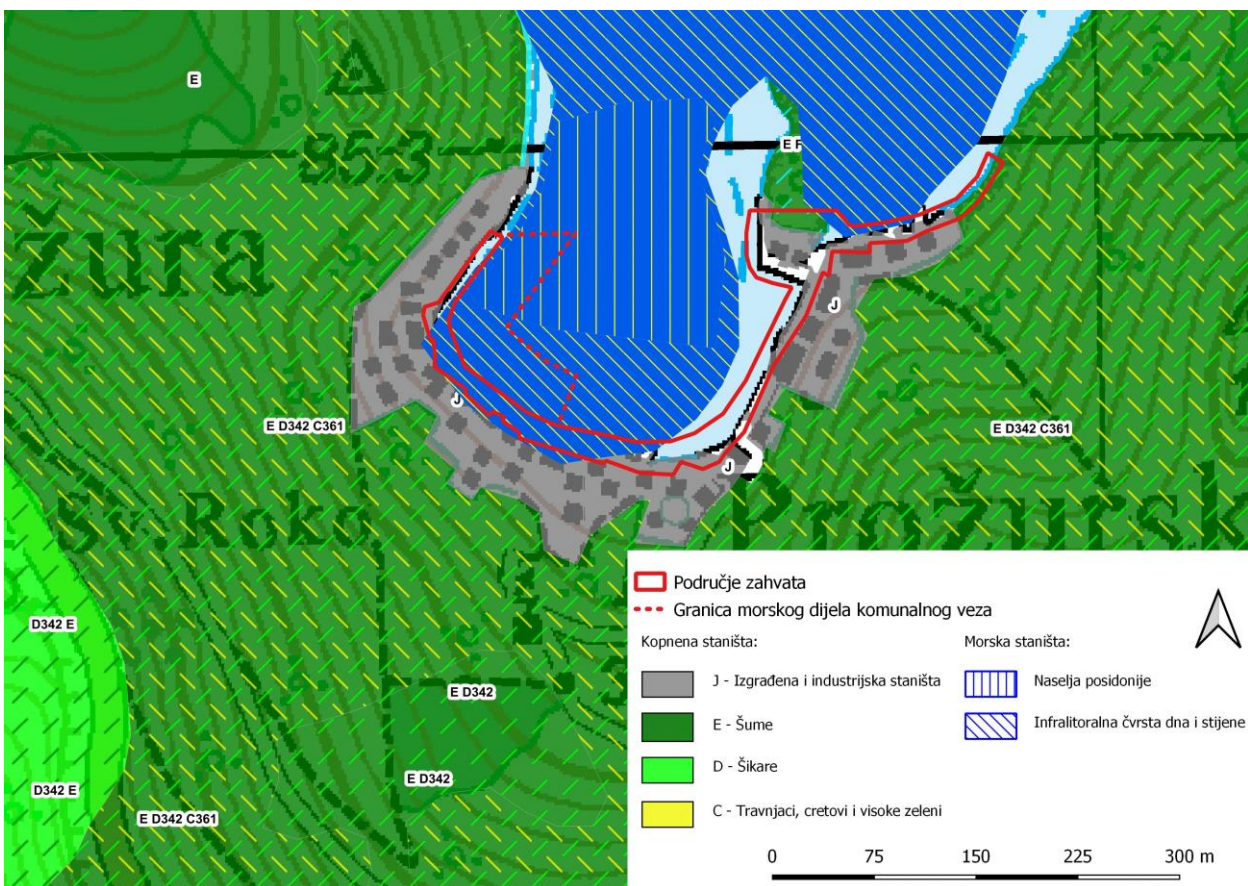 E
853
E F
žura
J
J
E D342 C361
E D342 C361
J
Sv. Roko
Prožursk
Područje zahvata
Granica morskog dijela komunalnog veza
Kopnena staništa:
Morska staništa:
D342 E
J - Izgrađena i industrijska staništa
Naselja posidonije
E D342
E - Šume
Infralitoralna čvrsta dna i stijene
E D342
D - Šikare
D342 E
E D342 C361
C - Travnjaci, cretovi i visoke zeleni
0 75 150 225 300 m